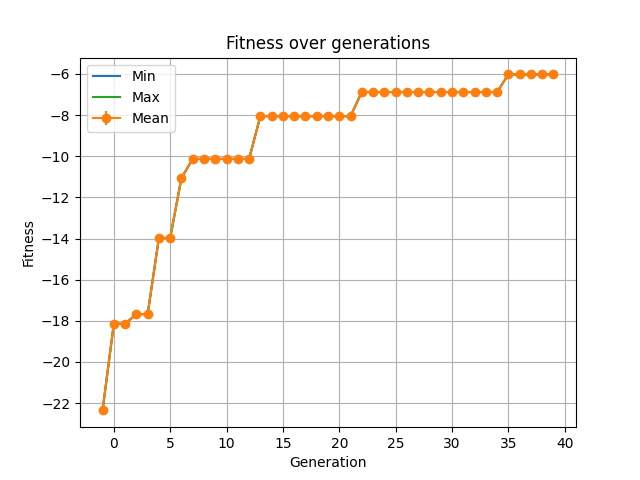 Fitness over generations
Min
Max
Mean
−6
−8
−10
−12
−14
−16
−18
−20
−22
Fitness
0 5 10 15 20 25 30 35 40
Generation